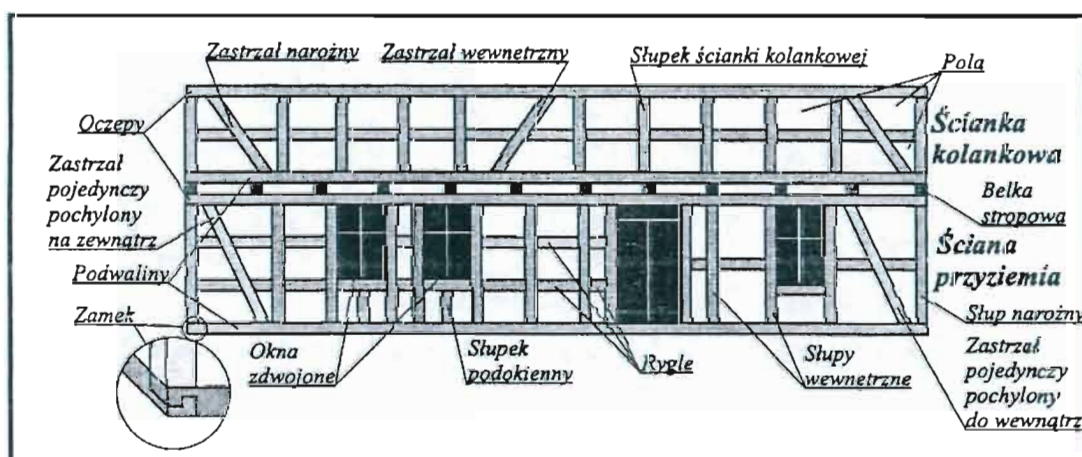 Zastrzał narożny
Zastrzał wewnetrzny
Słupek ścianki kolankowej
Pola
Oczepy
Ścianka
kolankowa
Zastrzał
pojedynczy
pochylony
na zewnątrz
Belka
stropowa
Ściana
przyziemia
Podwaliny
Zamek
Okna
zdwojone
Słupek
podokienny
Rygle
Słupy
wewnetrzne
Słup narożny
Zastrzał
pojedynczy
pochylony
do wewnątrz